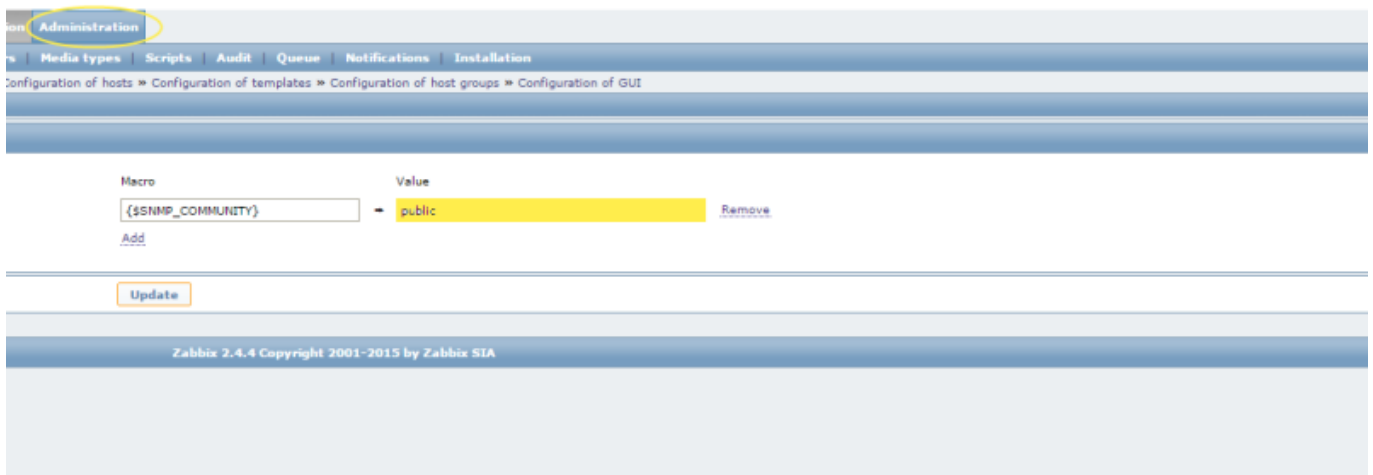 ion Administration
rs | Media types | Scripts | Audit | Queue | Notifications | Installation
Configuration of hosts » Configuration of templates » Configuration of host groups » Configuration of GUI
Macro Value
{$SNMP_COMMUNITY} ⇒ public Remove
Add
Update
Zabbix 2.4.4 Copyright 2001-2015 by Zabbix SIA